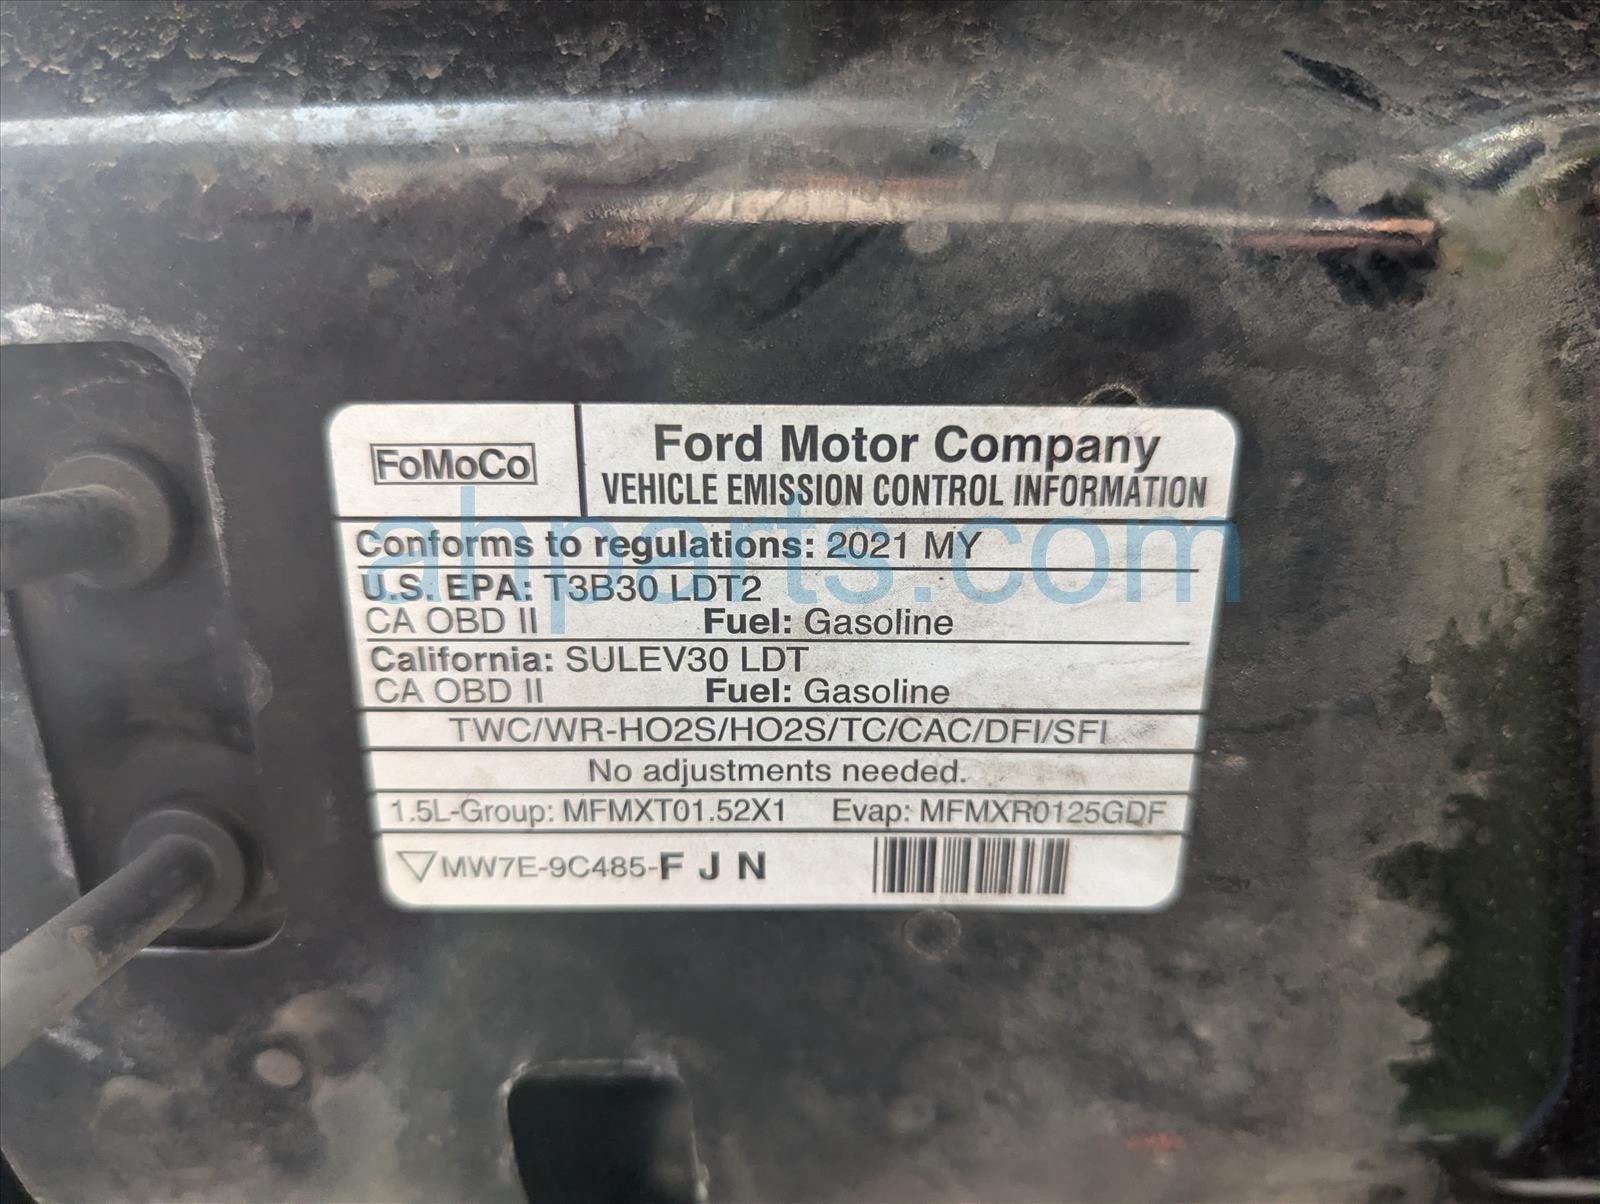 FoMoCo
Ford Motor Company
VEHICLE EMISSION CONTROL INFORMATION
Conforms to regulations: 2021 MY
U.S. EPA: T3B30 LDT2
CA OBD II Fuel: Gasoline
California: SULEV30 LDT
CA OBD II Fuel: Gasoline
TWC/WR-HO2S/HO2S/TC/CAC/DFI/SFI
No adjustments needed.
1.5L-Group: MFMXT01.52X1 Evap: MFMXR0125GDF
MW7E-9C485-F J N
ahparts.com